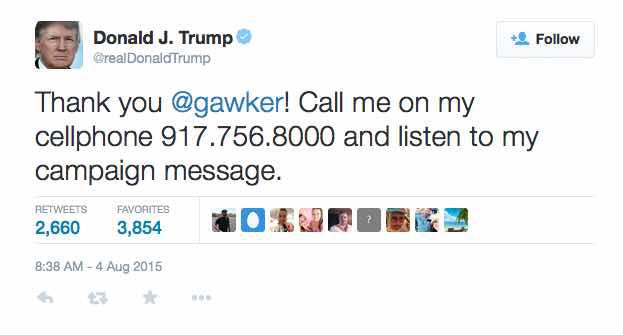 Donald J. Trump
@realDonaldTrump
Follow
Thank you @gawker! Call me on my
cellphone 917.756.8000 and listen to my
campaign message.
RETWEETS FAVORITES
2,660 3,854
?
8:38 AM - 4 Aug 2015